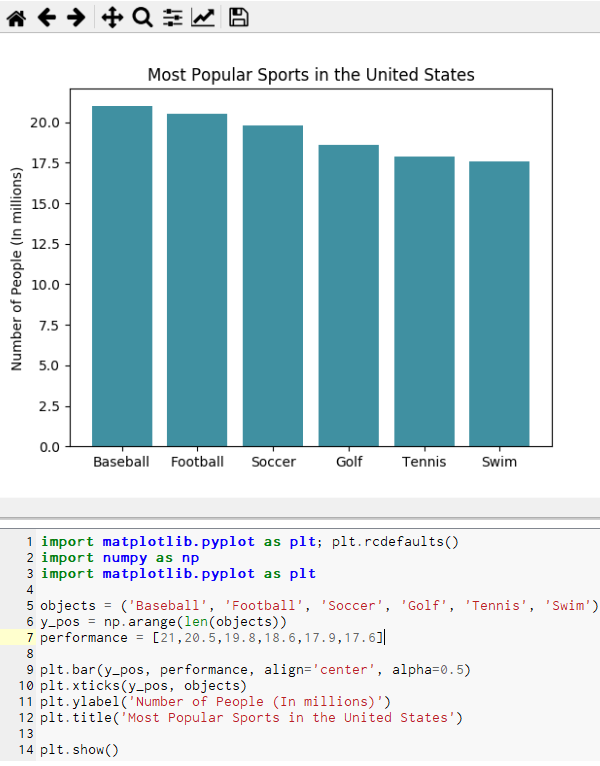 Most Popular Sports in the United States
Number of People (In millions)
20.0
17.5
15.0
12.5
10.0
7.5
5.0
2.5
0.0
Baseball Football Soccer Golf Tennis Swim
1 import matplotlib.pyplot as plt; plt.rcdefaults()
2 import numpy as np
3 import matplotlib.pyplot as plt
4
5 objects = ('Baseball', 'Football', 'Soccer', 'Golf', 'Tennis', 'Swim')
6 y_pos = np.arange(len(objects))
7 performance = [21,20.5,19.8,18.6,17.9,17.6]
8
9 plt.bar(y_pos, performance, align='center', alpha=0.5)
10 plt.xticks(y_pos, objects)
11 plt.ylabel('Number of People (In millions)')
12 plt.title('Most Popular Sports in the United States')
13
14 plt.show()